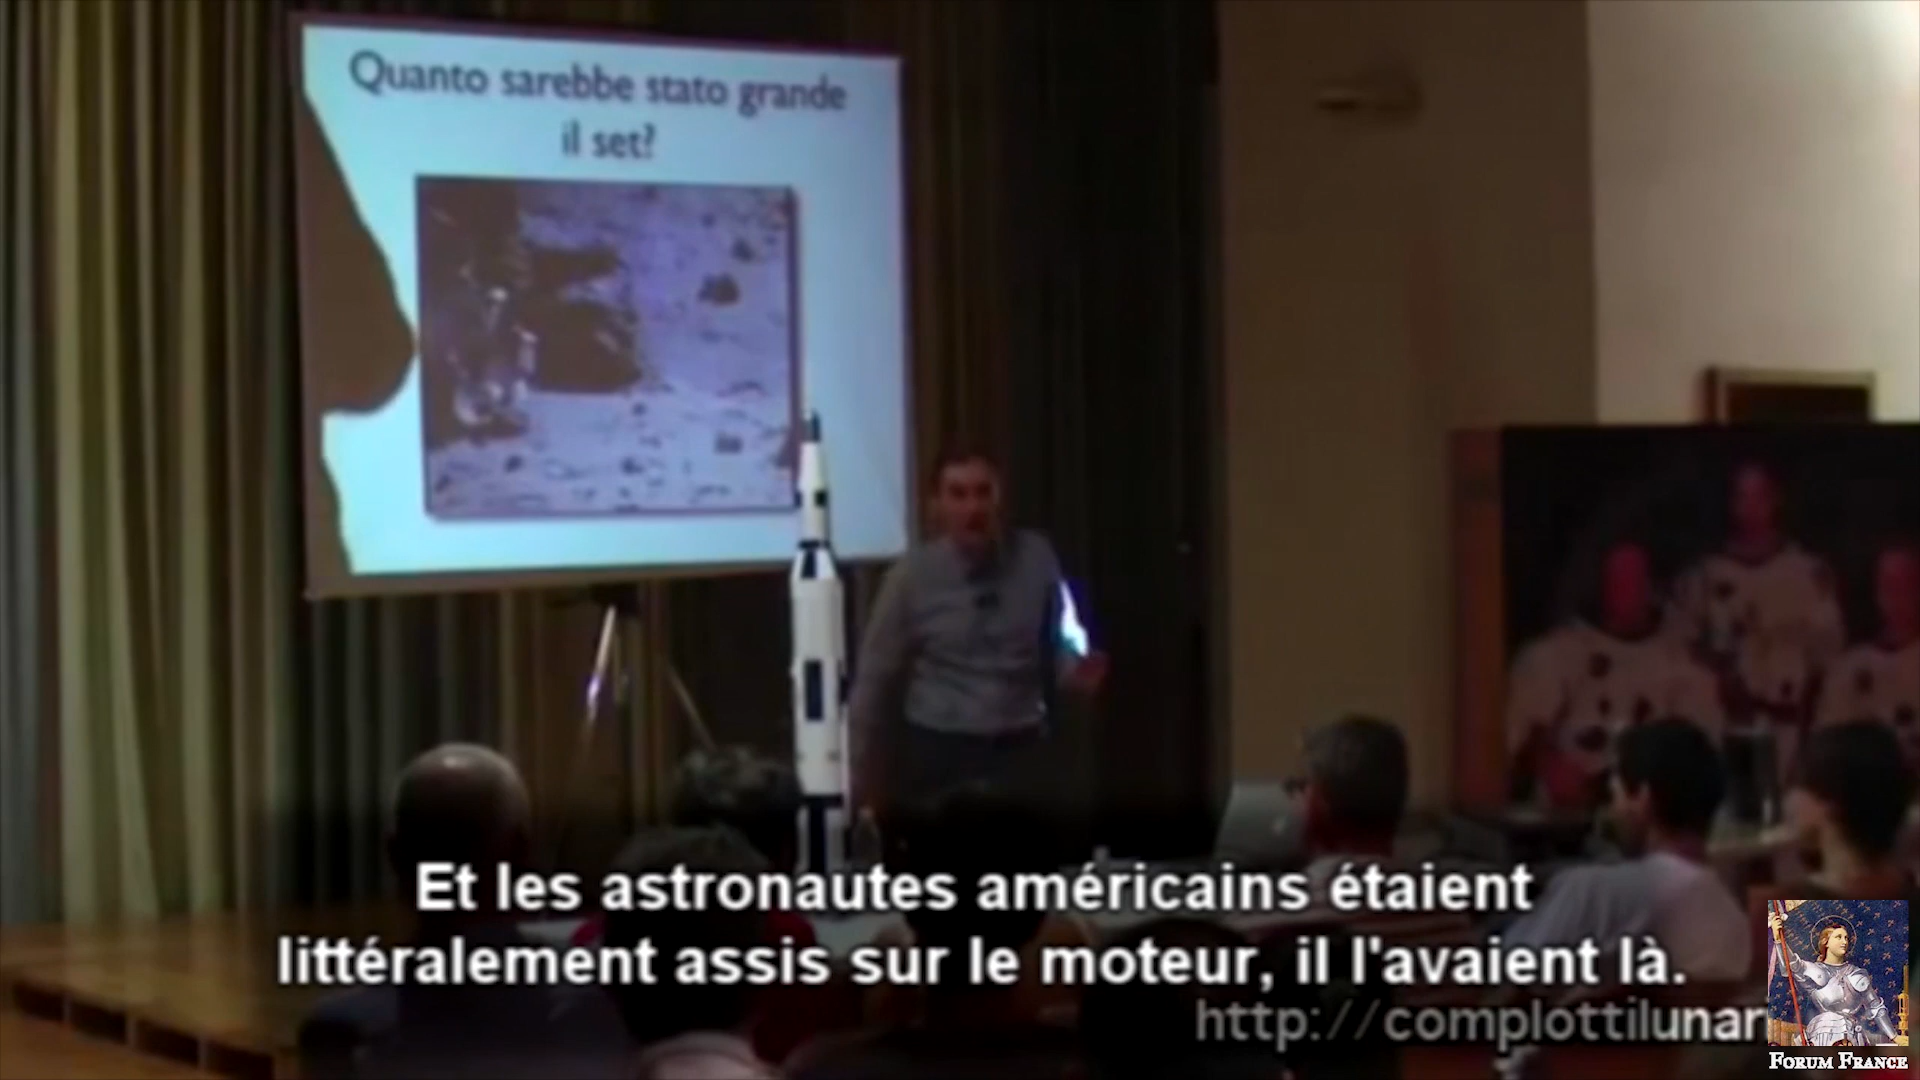 Quanto sarebbe stato grande
il set?
Et les astronautes américains étaient
littéralement assis sur le moteur, il l'avaient là.
http://complottilunari
FORUM FRANCE